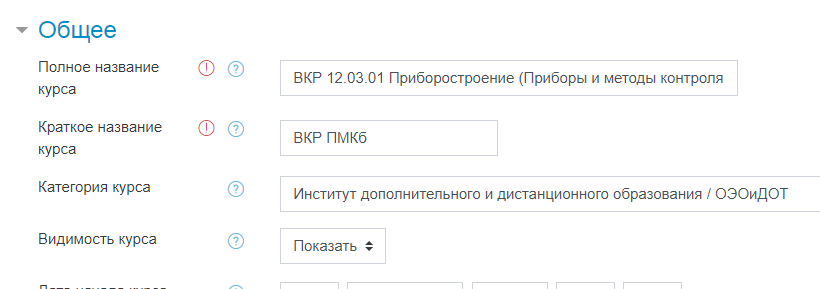 Общее
Полное название курса
ВКР 12.03.01 Приборостроение (Приборы и методы контроля
Краткое название курса
ВКР ПМКб
Категория курса
Институт дополнительного и дистанционного образования / ОЭОиДОТ
Видимость курса
Показать